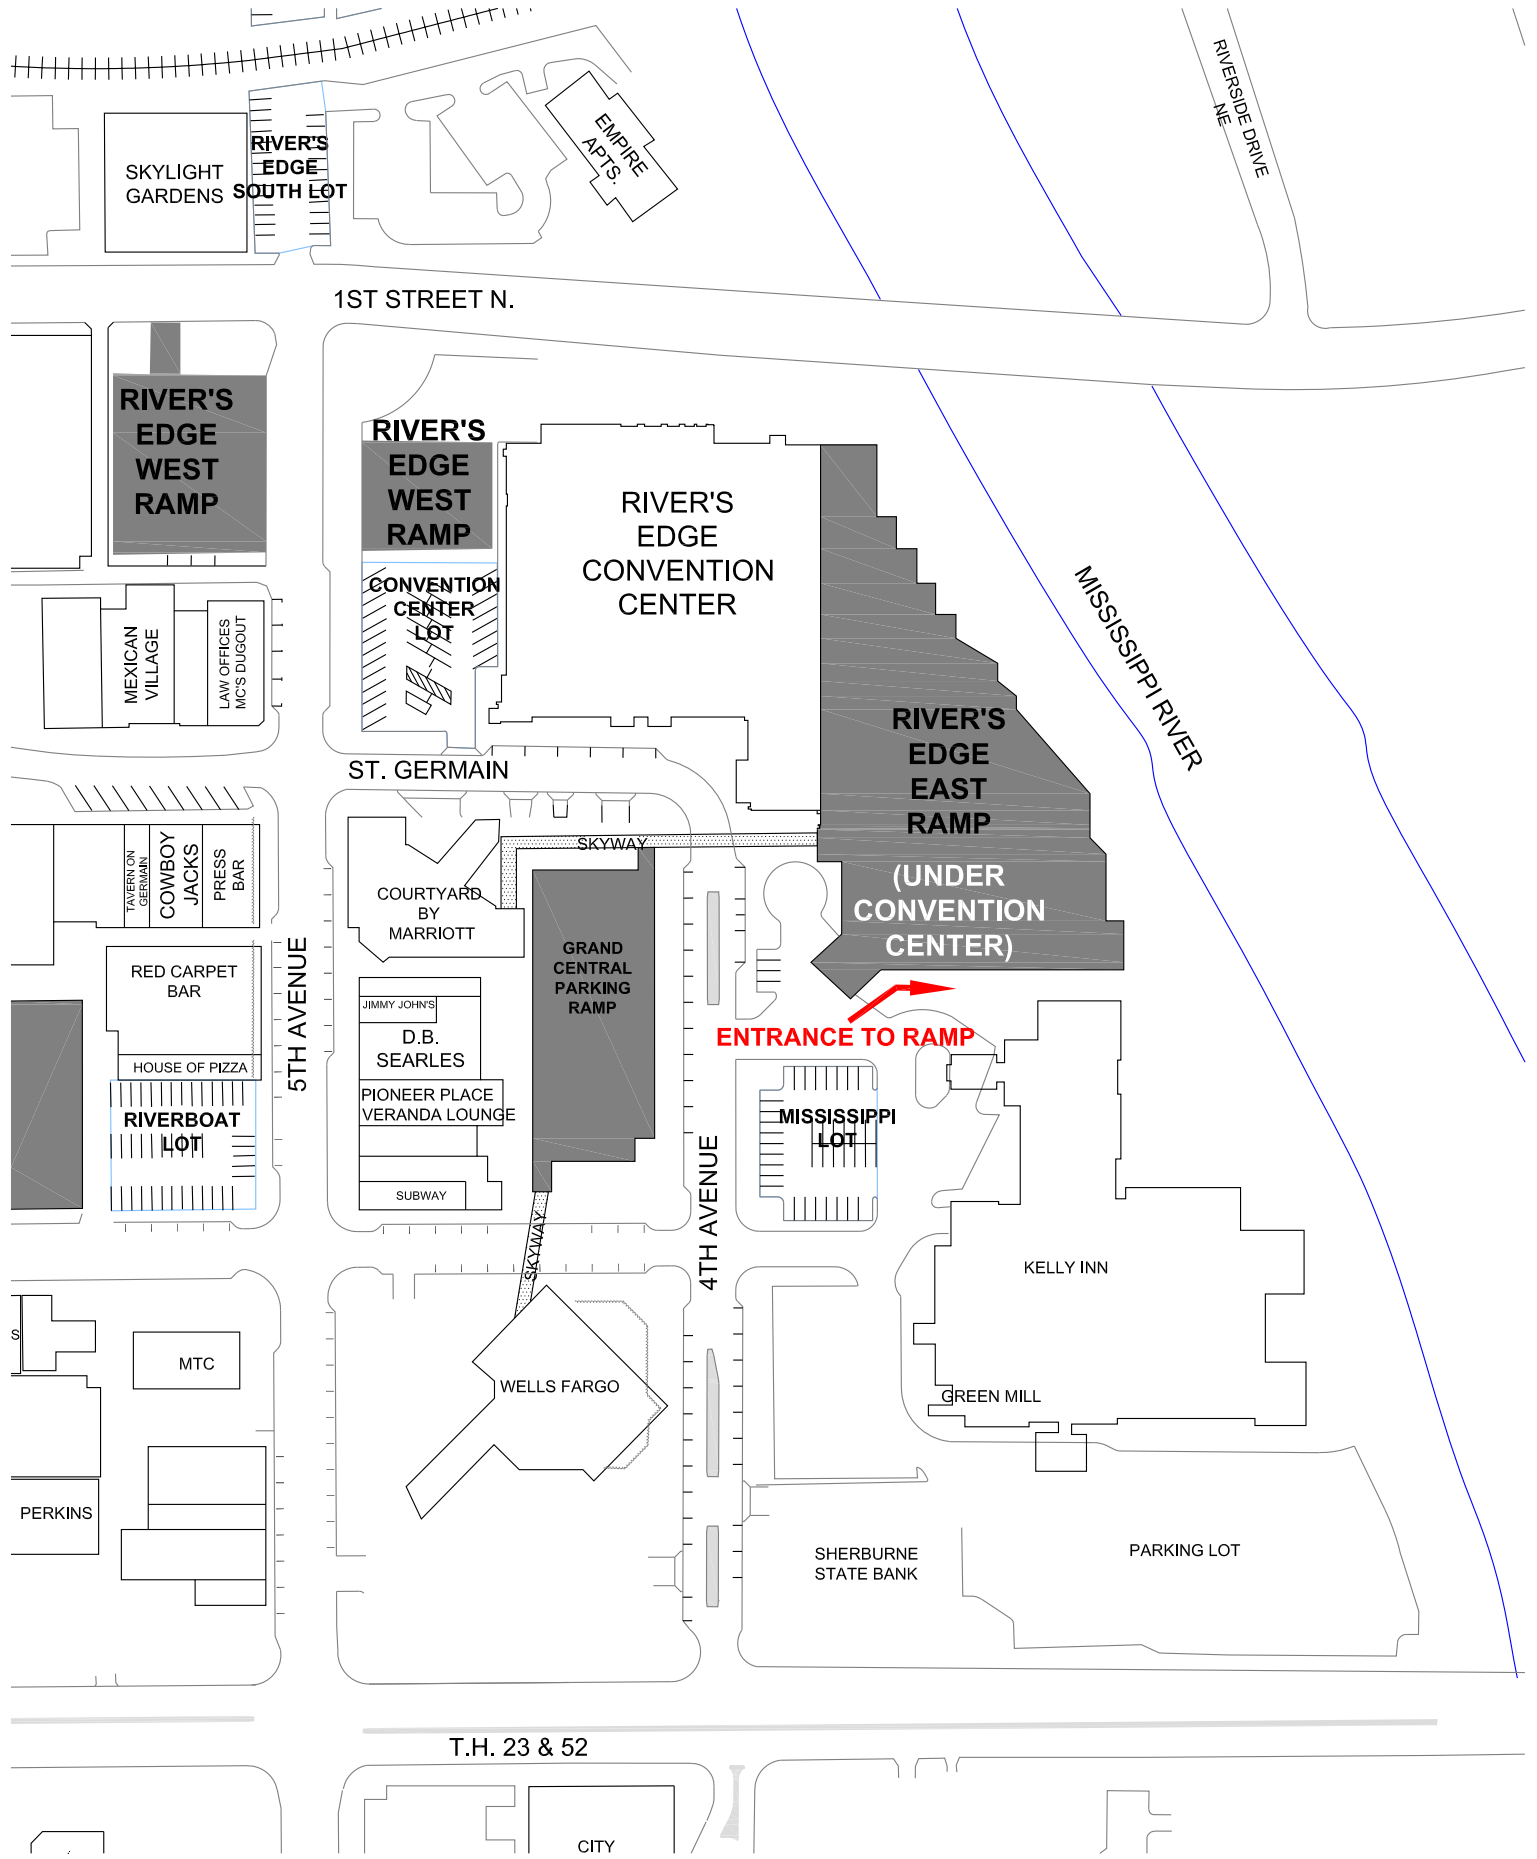 RIVERSIDE DRIVE
NE
EMPIRE
APTS.
SKYLIGHT
GARDENS
RIVER'S
EDGE
SOUTH LOT
1ST STREET N.
RIVER'S
EDGE
WEST
RAMP
RIVER'S
EDGE
WEST
RAMP
RIVER'S
EDGE
CONVENTION
CENTER
CONVENTION
CENTER
LOT
MEXICAN
VILLAGE
LAW OFFICES
MC'S DUGOUT
MISSISSIPPI RIVER
RIVER'S
EDGE
EAST
RAMP
(UNDER
CONVENTION
CENTER)
ST. GERMAIN
SKYWAY
TAVERN ON
GERMAIN
COWBOY
JACKS
PRESS
BAR
COURTYARD
BY
MARRIOTT
GRAND
CENTRAL
PARKING
RAMP
RED CARPET
BAR
HOUSE OF PIZZA
5TH AVENUE
JIMMY JOHN'S
D.B.
SEARLES
PIONEER PLACE
VERANDA LOUNGE
SUBWAY
ENTRANCE TO RAMP
RIVERBOAT
LOT
MISSISSIPPI
LOT
4TH AVENUE
SKYWAY
KELLY INN
S
MTC
WELLS FARGO
GREEN MILL
PERKINS
SHERBURNE
STATE BANK
PARKING LOT
T.H. 23 & 52
CITY